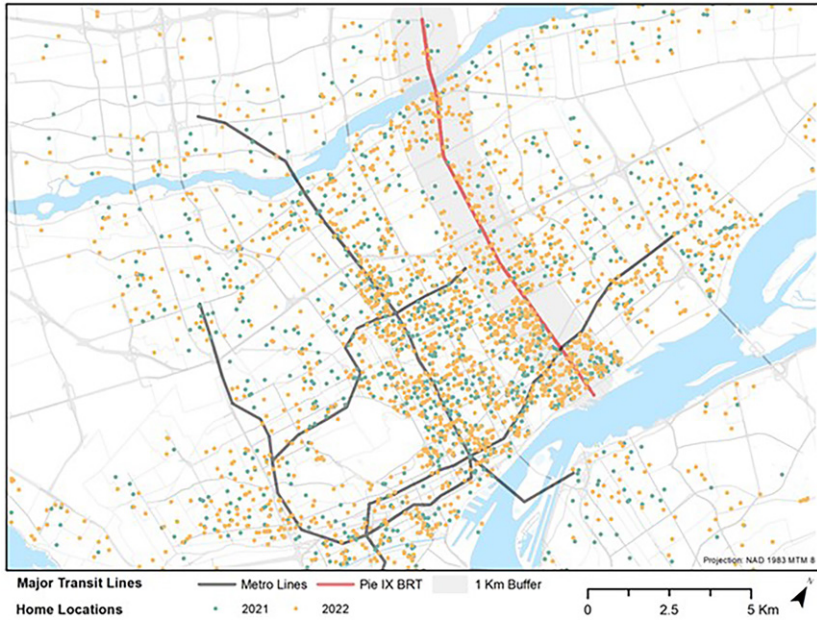 Projection: NAD 1983 MTM 8
Major Transit Lines Metro Lines Pie IX BRT 1 Km Buffer
Home Locations 2021 2022
0 2.5 5 Km
N